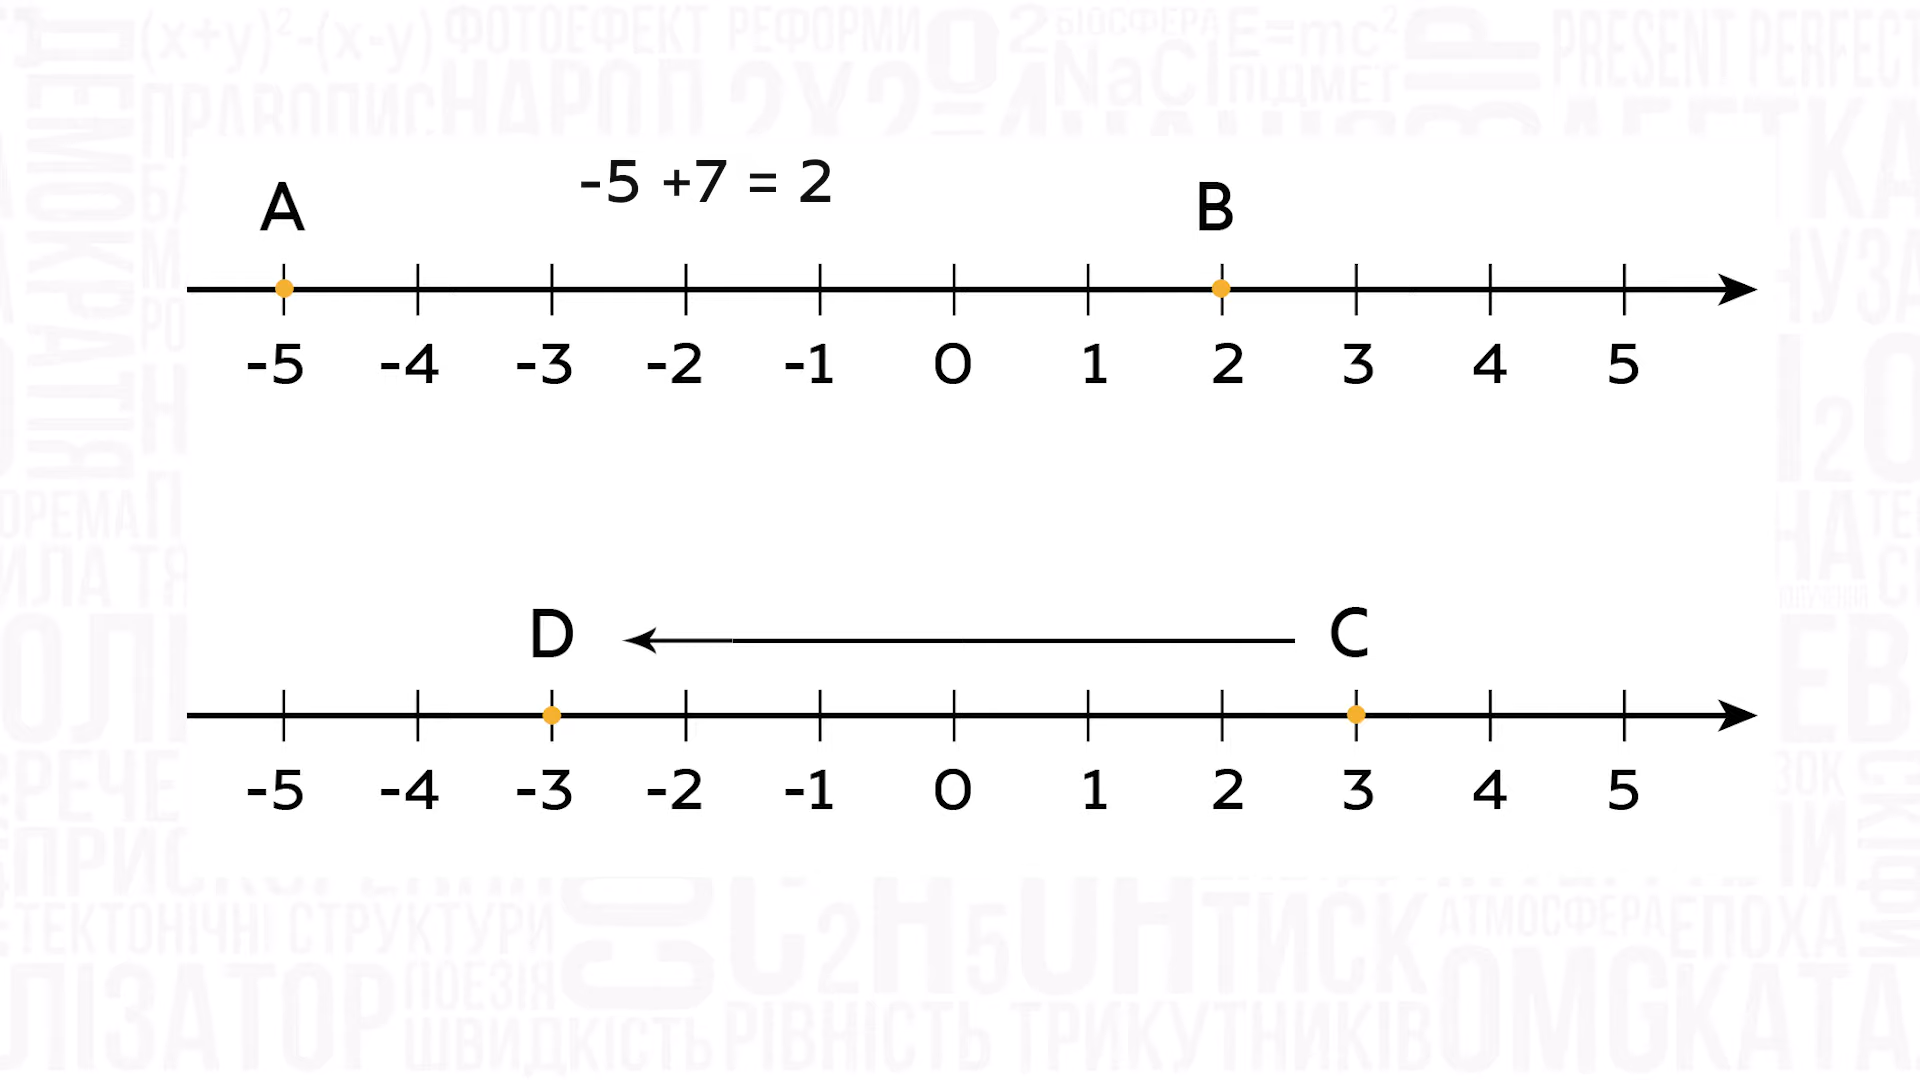 (x+y)²-(x-y)
ФОТОЕФЕКТ РЕФОРМИ
БІОСФЕРА
E=mc²
PRESENT PERFECT
ДЕМОКРАТІЯ
ПРАВОПИС
NaCl
ПІДМЕТ
-5 +7 = 2
A B
-5 -4 -3 -2 -1 0 1 2 3 4 5
D C
-5 -4 -3 -2 -1 0 1 2 3 4 5
ТЕКТОНІЧНІ СТРУКТУРИ
C₂H₅OH
ТИСК
АТМОСФЕРА
ЕПОХА
ПОЕЗІЯ
ШВИДКІСТЬ
РІВНІСТЬ ТРИКУТНИКІВ
OMG